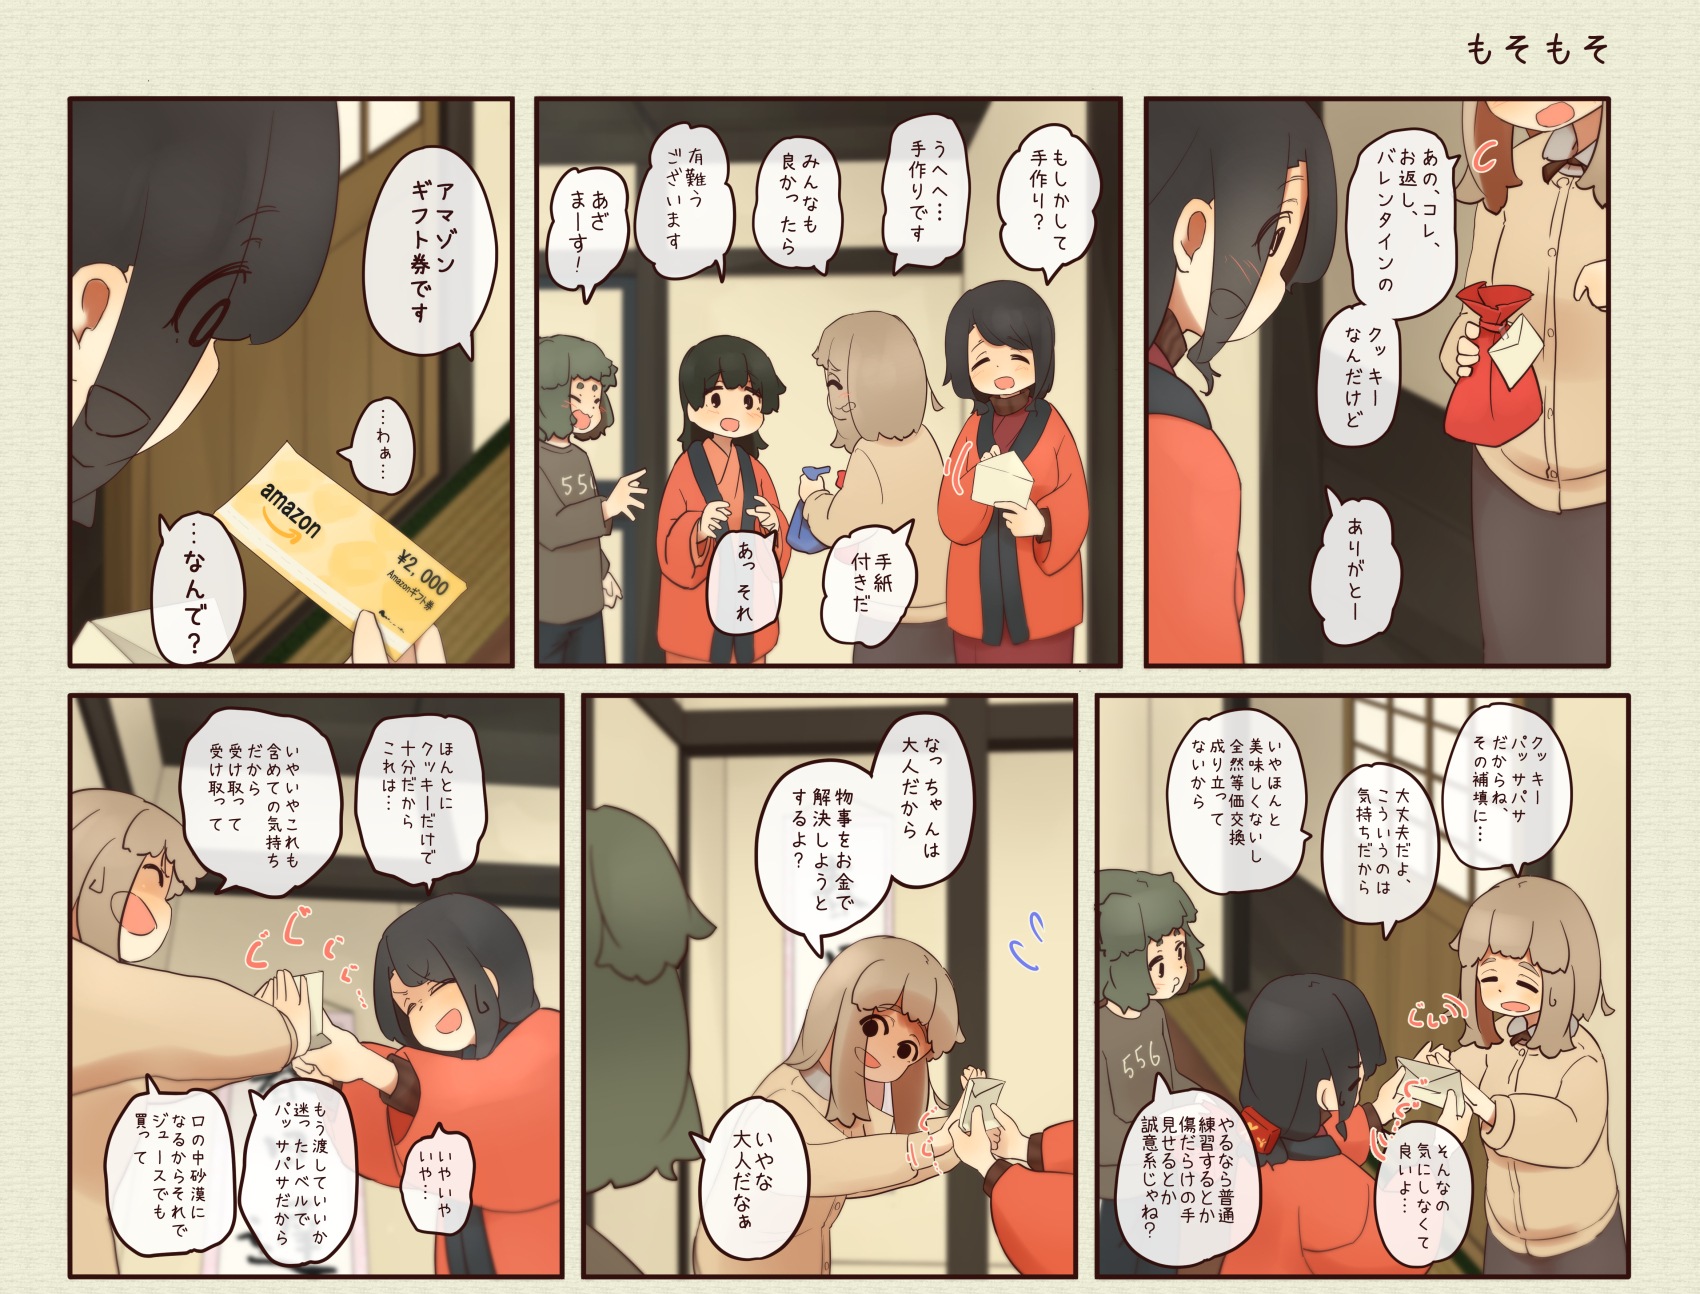 もそもそ
あの、コレ、
お返し、
バレンタインの
クッキー
なんだけど
ありがとー
もしかして
手作り?
うへへ…
手作りです
みんなも
良かったら
有難う
ございます
あざ
まーす!
手紙
付きだ
あっ それ
556
アマゾン
ギフト券です
…わぁ…
amazon
¥2,000
Amazonギフト券
…なんで?
クッキー
パッサパサ
だからね、
その補填に…
大丈夫だよ、
こういうのは
気持ちだから
いやほんと
美味しくないし
全然等価交換
成り立って
ないから
そんなの
気にしなくて
良いよ…
556
やるなら普通
練習するとか
傷だらけの手
見せるとか
誠意系じゃね?
なっちゃんは
大人だから
物事をお金で
解決しようと
するよ?
いやな
大人だなぁ
ほんとに
クッキーだけで
十分だから
これは…
いやいやこれも
含めての気持ち
だから
受け取って
受け取って
いやいや
いや…
もう渡していいか
迷ったレベルで
パッサパサだから
口の中砂漠に
なるからそれで
ジュースでも
買って